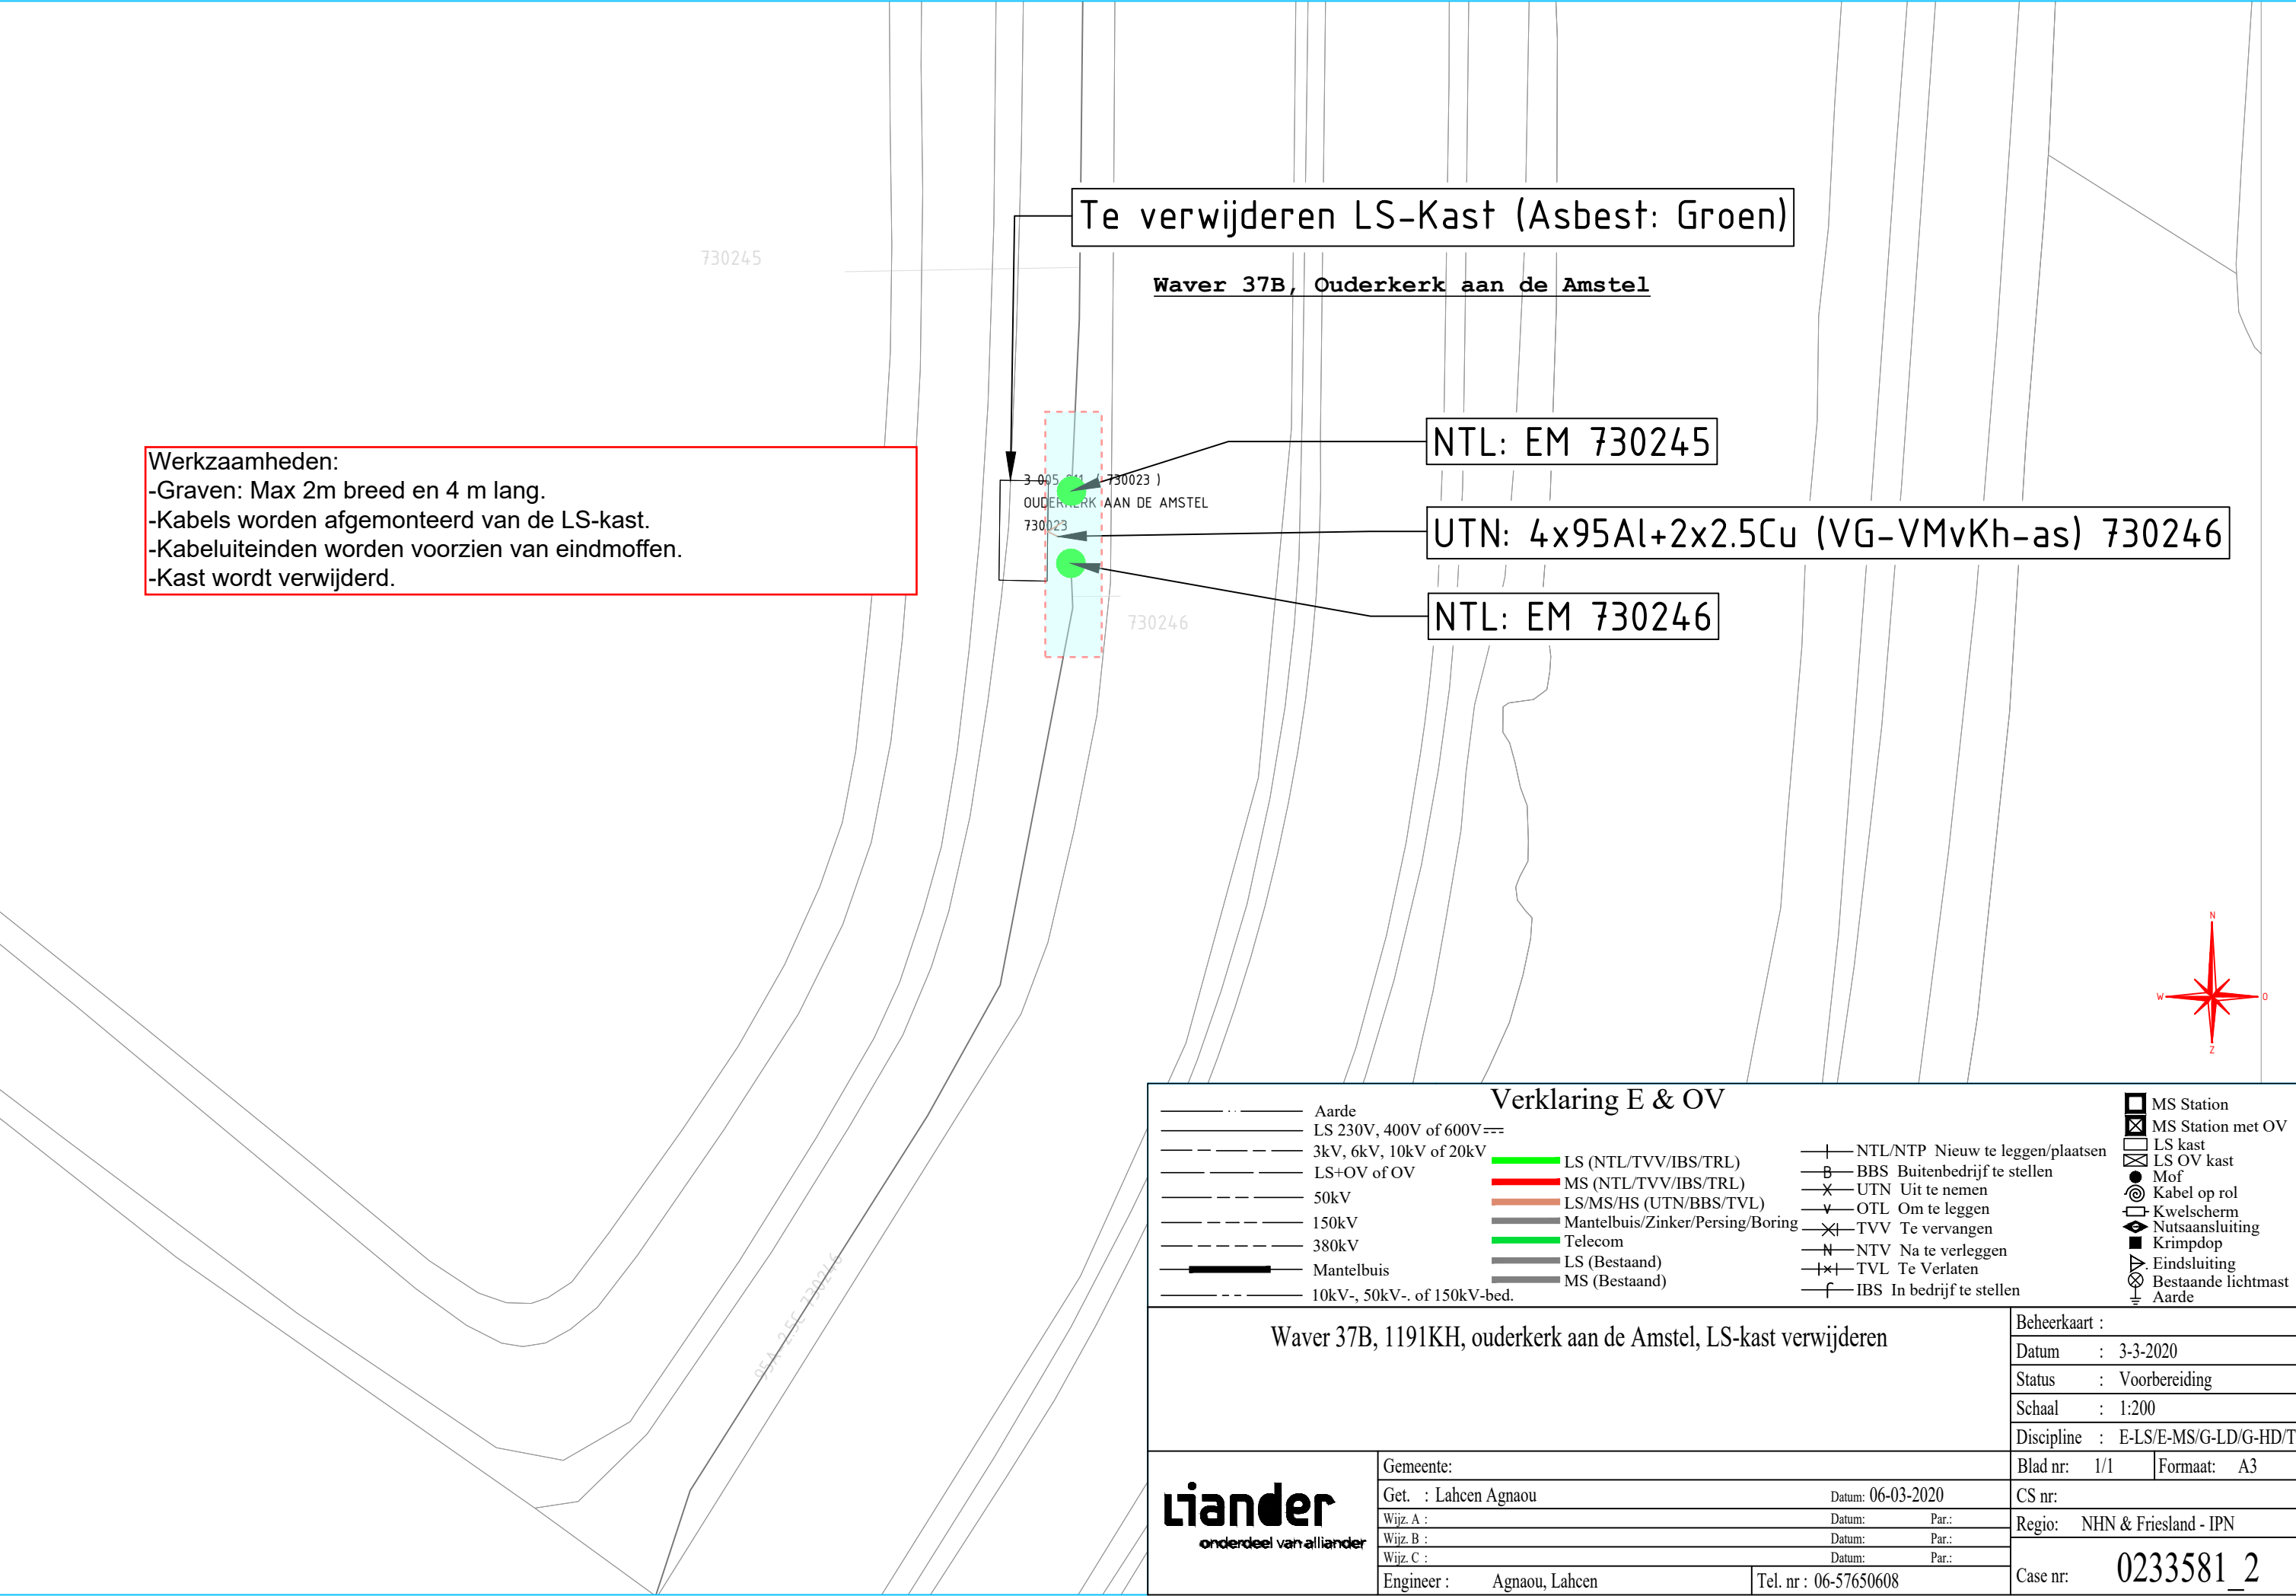 Te verwijderen LS-Kast (Asbest: Groen)
730245
Waver 37B, Ouderkerk aan de Amstel
NTL: EM 730245
Werkzaamheden:
-Graven: Max 2m breed en 4 m lang.
-Kabels worden afgemonteerd van de LS-kast.
-Kabeluiteinden worden voorzien van eindmoffen.
-Kast wordt verwijderd.
730023 )
AAN DE AMSTEL
730023
UTN: 4x95Al+2x2.5Cu (VG-VMvKh-as) 730246
NTL: EM 730246
730246
N
W
O
Z
95A 2.5C 730246
Verklaring E & OV
Aarde
LS 230V, 400V of 600V
3kV, 6kV, 10kV of 20kV
LS+OV of OV
50kV
150kV
380kV
Mantelbuis
10kV-, 50kV-. of 150kV-bed.
LS (NTL/TVV/IBS/TRL)
MS (NTL/TVV/IBS/TRL)
LS/MS/HS (UTN/BBS/TVL)
Mantelbuis/Zinker/Persing/Boring
Telecom
LS (Bestaand)
MS (Bestaand)
NTL/NTP Nieuw te leggen/plaatsen
B BBS Buitenbedrijf te stellen
X UTN Uit te nemen
v OTL Om te leggen
TVV Te vervangen
N NTV Na te verleggen
TVL Te Verlaten
IBS In bedrijf te stellen
MS Station
MS Station met OV
LS kast
LS OV kast
Mof
Kabel op rol
Kwelscherm
Nutsaansluiting
Krimpdop
Eindsluiting
Bestaande lichtmast
Aarde
Waver 37B, 1191KH, ouderkerk aan de Amstel, LS-kast verwijderen
Beheerkaart :
Datum : 3-3-2020
Status : Voorbereiding
Schaal : 1:200
Discipline : E-LS/E-MS/G-LD/G-HD/T
Blad nr: 1/1 Formaat: A3
CS nr:
Regio: NHN & Friesland - IPN
Case nr: 0233581_2
Liander
onderdeel van alliander
Gemeente:
Get. : Lahcen Agnaou Datum: 06-03-2020
Wijz. A : Datum: Par.:
Wijz. B : Datum: Par.:
Wijz. C : Datum: Par.:
Engineer : Agnaou, Lahcen Tel. nr : 06-57650608